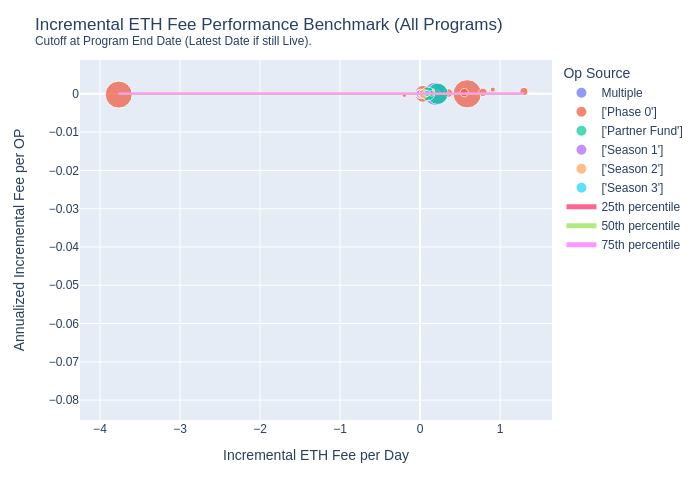 Incremental ETH Fee Performance Benchmark (All Programs)
Cutoff at Program End Date (Latest Date if still Live).
Op Source
Multiple
['Phase 0']
['Partner Fund']
['Season 1']
['Season 2']
['Season 3']
25th percentile
50th percentile
75th percentile
Annualized Incremental Fee per OP
0
−0.01
−0.02
−0.03
−0.04
−0.05
−0.06
−0.07
−0.08
−4
−3
−2
−1
0
1
Incremental ETH Fee per Day